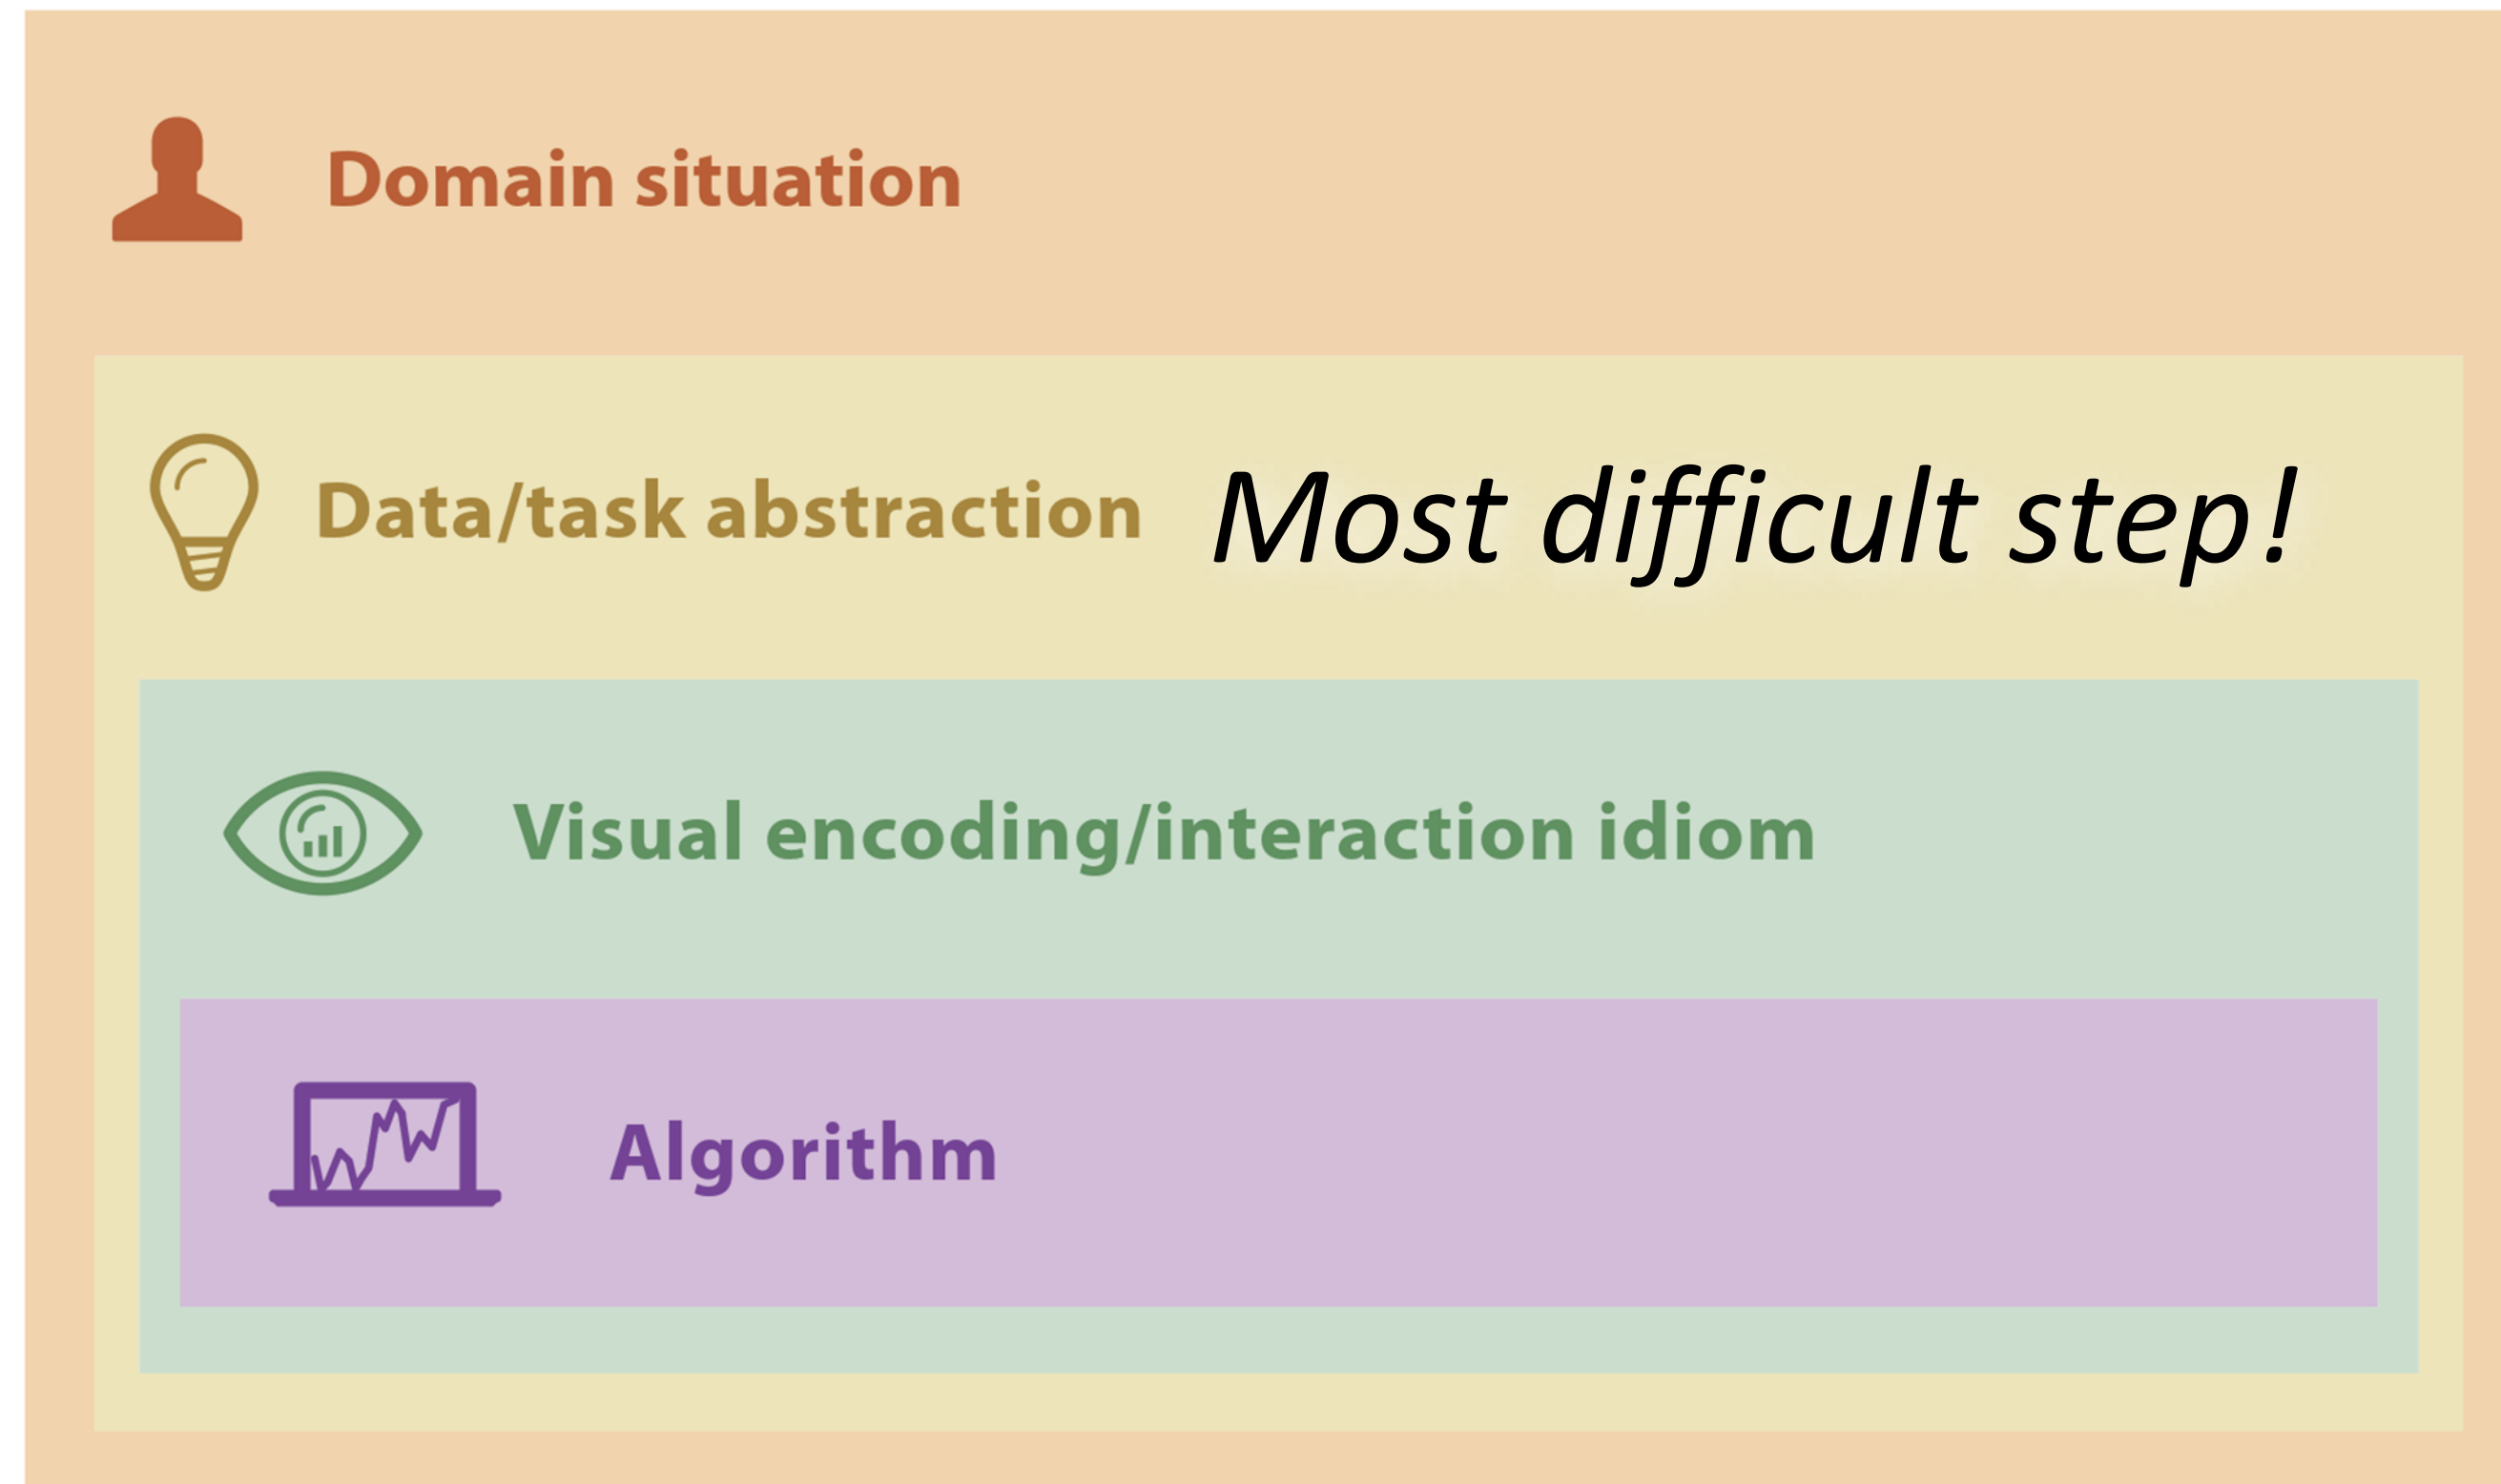 Domain situation
Data/task abstraction Most difficult step!
Visual encoding/interaction idiom
Algorithm